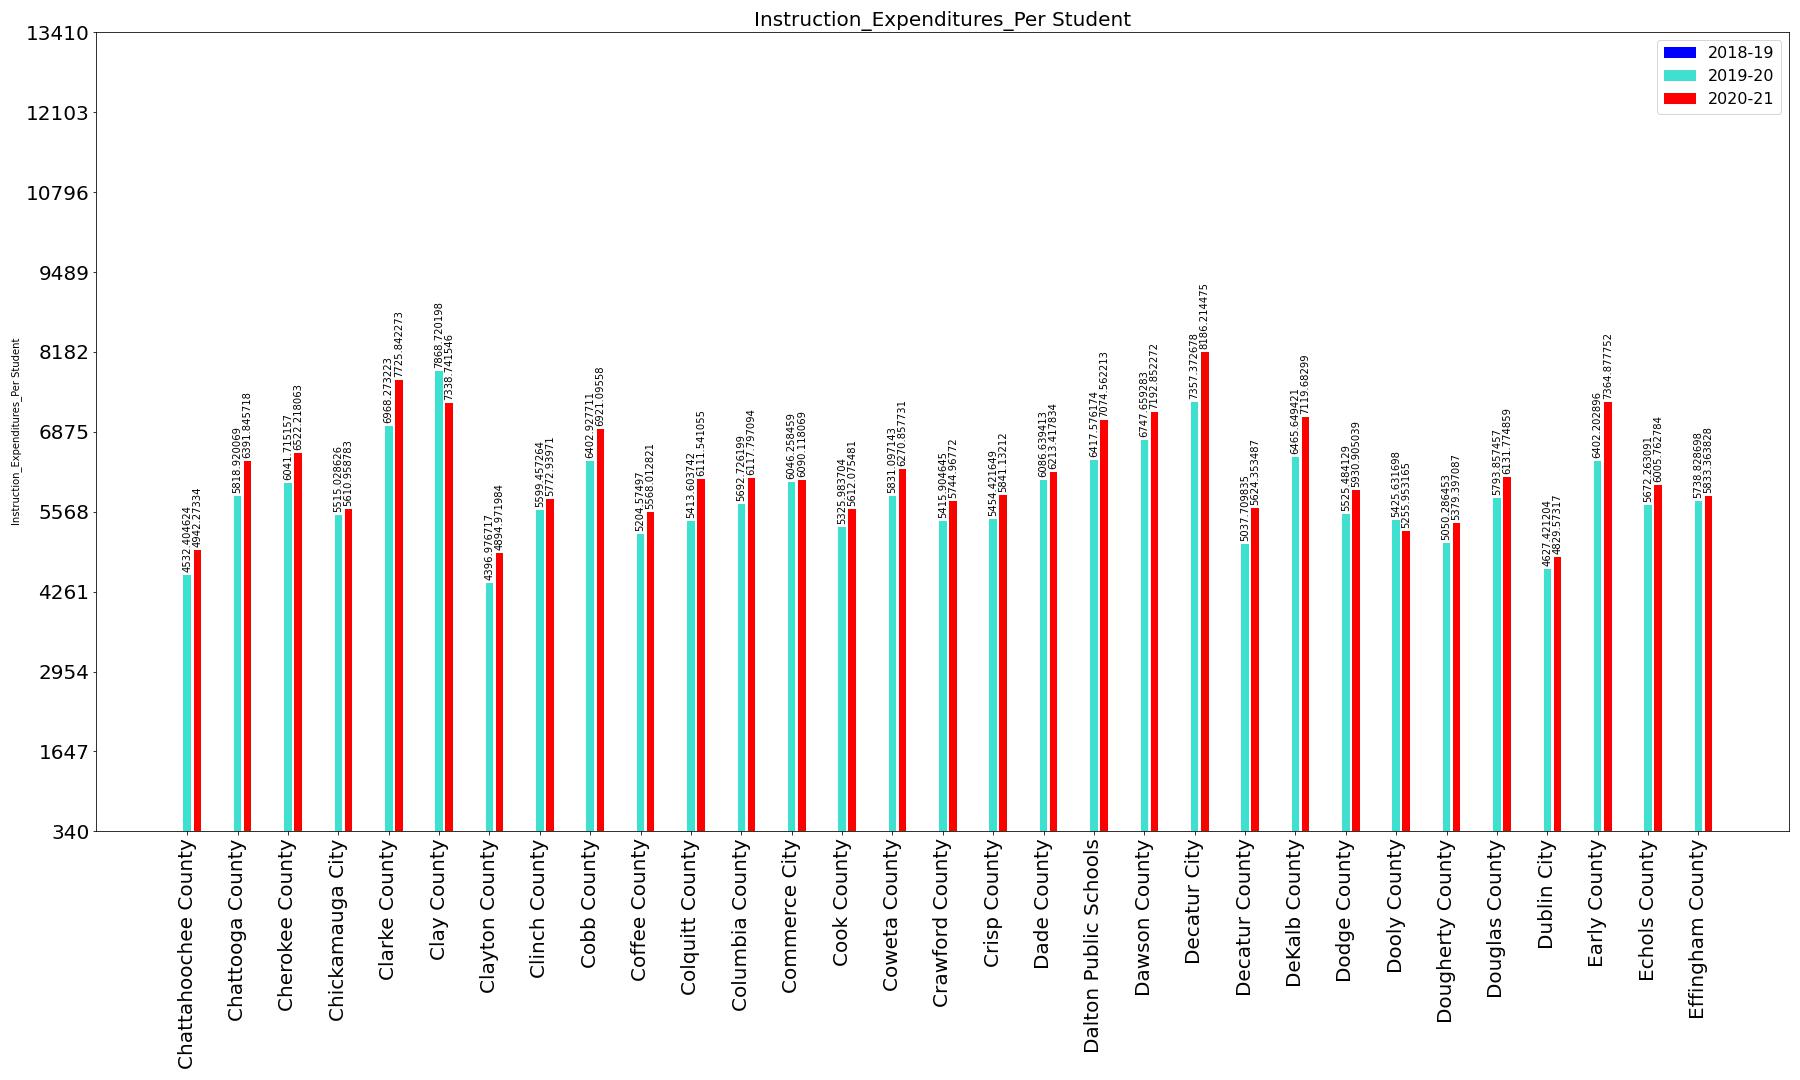 Instruction_Expenditures_Per Student
2018-19
2019-20
2020-21
13410
12103
10796
9489
8182
6875
5568
4261
2954
1647
340
Instruction_Expenditures_Per Student
4532.404624
4942.27334
5818.920069
6391.845718
6041.715157
6522.218063
5515.028626
5610.958783
6968.273223
7725.842273
7868.720198
7338.741546
4396.976717
4894.971984
5599.457264
5772.93971
6402.927711
6921.09558
5204.57497
5568.012821
5413.603742
6111.541055
5692.726199
6117.797094
6046.258459
6090.118069
5325.983704
5612.075481
5831.097143
6270.857731
5415.904645
5744.96772
5454.421649
5841.13212
6086.639413
6213.417834
6417.576174
7074.562213
6747.659283
7192.852272
7357.372678
8186.214475
5037.709835
5624.353487
6465.649421
7119.68299
5525.484129
5930.905039
5425.631698
5255.953165
5050.286453
5379.397087
5793.857457
6131.774859
4627.421204
4829.57317
6402.202896
7364.877752
5672.263091
6005.762784
5738.828698
5833.363828
Chattahoochee County
Chattooga County
Cherokee County
Chickamauga City
Clarke County
Clay County
Clayton County
Clinch County
Cobb County
Coffee County
Colquitt County
Columbia County
Commerce City
Cook County
Coweta County
Crawford County
Crisp County
Dade County
Dalton Public Schools
Dawson County
Decatur City
Decatur County
DeKalb County
Dodge County
Dooly County
Dougherty County
Douglas County
Dublin City
Early County
Echols County
Effingham County